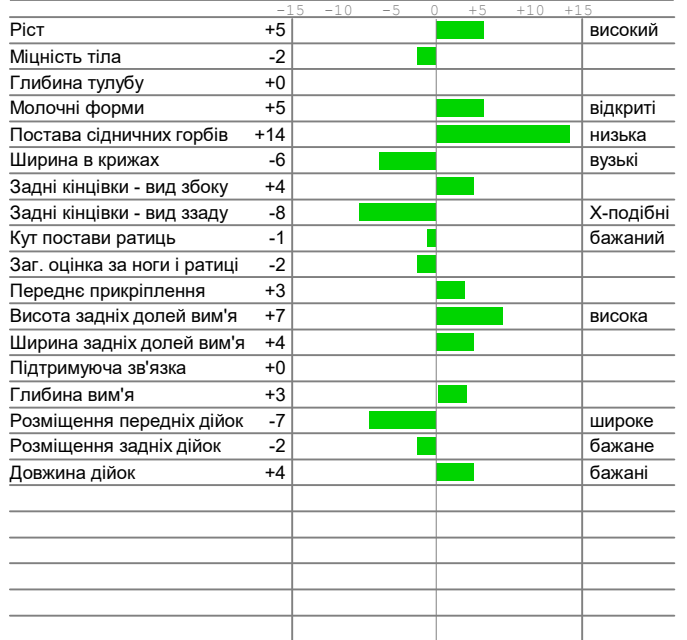 -15 -10 -5 0 +5 +10 +15
Ріст +5 високий
Міцність тіла -2
Глибина тулубу +0
Молочні форми +5 відкриті
Постава сідничних горбів +14 низька
Ширина в крижах -6 вузькі
Задні кінцівки - вид збоку +4
Задні кінцівки - вид ззаду -8 Х-подібні
Кут постави ратиць -1 бажаний
Заг. оцінка за ноги і ратиці -2
Переднє прикріплення +3
Висота задніх долей вим'я +7 висока
Ширина задніх долей вим'я +4
Підтримуюча зв'язка +0
Глибина вим'я +3
Розміщення передніх дійок -7 широке
Розміщення задніх дійок -2 бажане
Довжина дійок +4 бажані